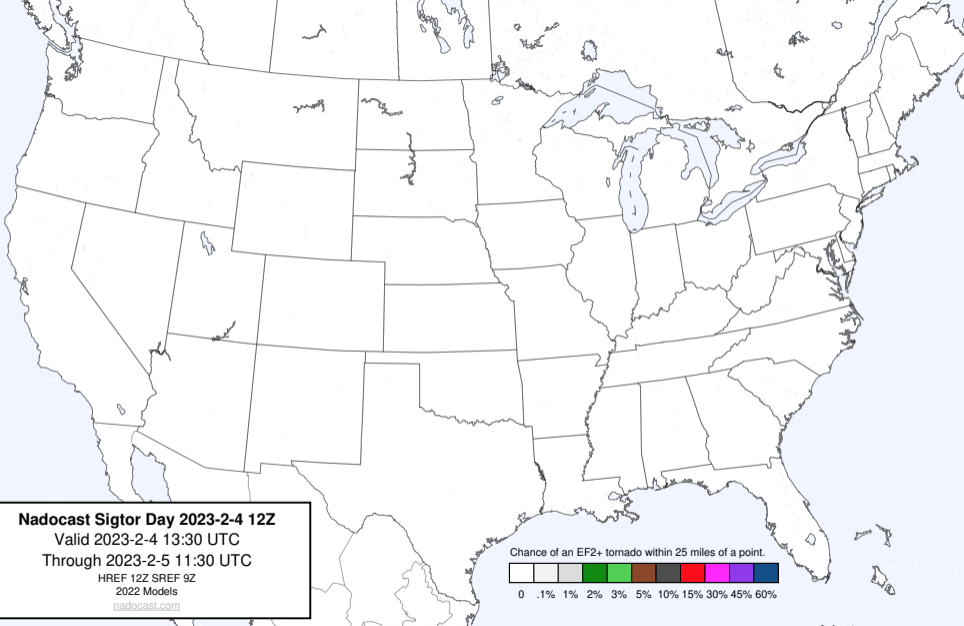 Nadocast Sigtor Day 2023-2-4 12Z
Valid 2023-2-4 13:30 UTC
Through 2023-2-5 11:30 UTC
HREF 12Z SREF 9Z
2022 Models
nadocast.com
Chance of an EF2+ tornado within 25 miles of a point.
0 .1% 1% 2% 3% 5% 10% 15% 30% 45% 60%